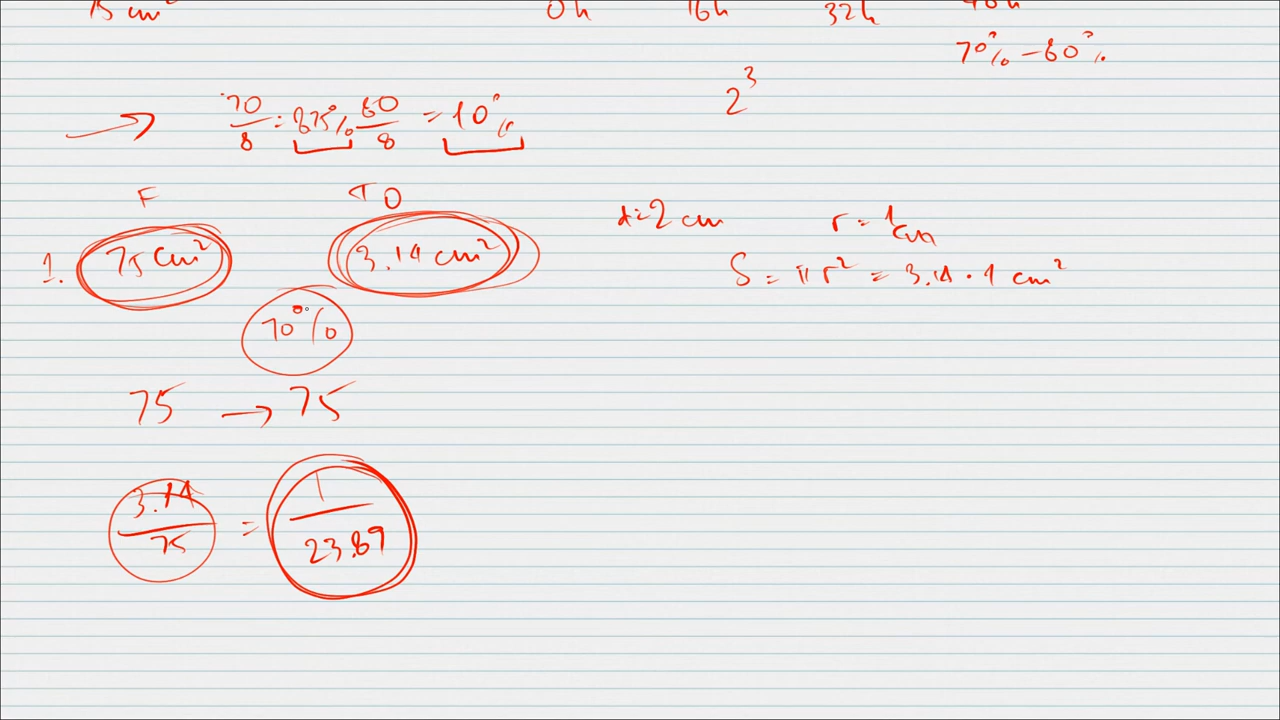 75 cm² 0h 16h 32h 48h
70% - 80%
2³
70/8 = 8.75% 80/8 = 10%
F TO
1. 75 cm² 3.14 cm² d=2 cm r = 1 cm
S = πr² = 3.14 · 1 cm²
70%
75 → 75
3.14/75 = 1/23.89